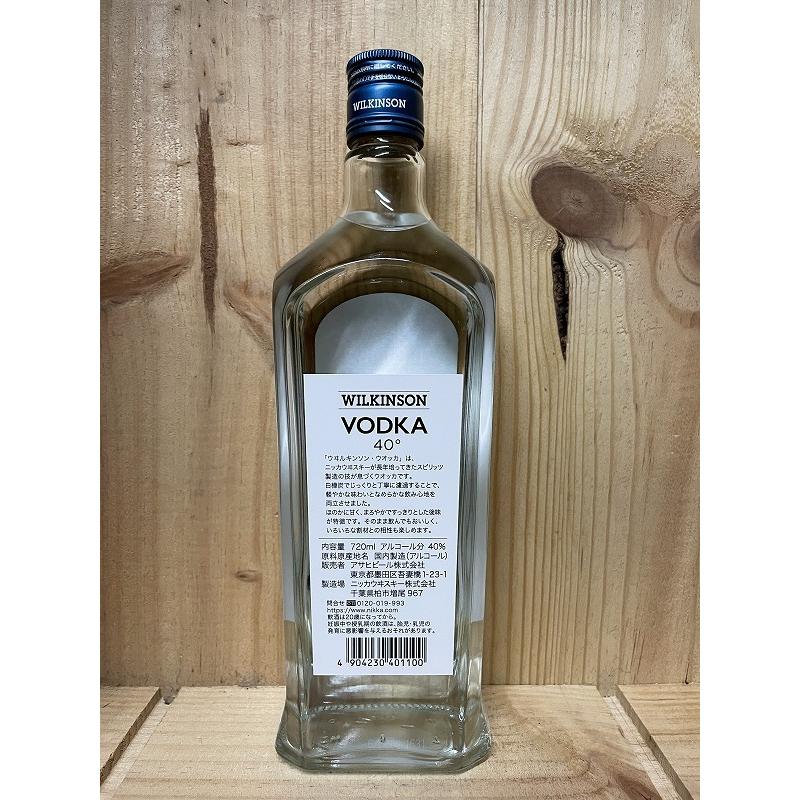 WILKINSON
WILKINSON
VODKA
40°
「ウヰルキンソン・ウオッカ」は、
ニッカウヰスキーが長年培ってきたスピリッツ
製造の技が息づくウオッカです。
白樺炭でじっくりと丁寧に濾過することで、
軽やかな味わいとなめらかな飲み心地を
両立させました。
ほのかに甘く、まろやかですっきりとした後味
が特徴です。そのまま飲んでもおいしく、
いろいろな割材との相性も楽しめます。
内容量 720ml アルコール分 40%
原料原産地名 国内製造(アルコール)
販売者 アサヒビール株式会社
東京都墨田区吾妻橋1-23-1
製造場 ニッカウヰスキー株式会社
千葉県柏市増尾967
問合せ 0120-019-993
https://www.nikka.com
飲酒は20歳になってから。
妊娠中や授乳期の飲酒は、胎児・乳児の
発育に悪影響を与えるおそれがあります。
4 904230 401100